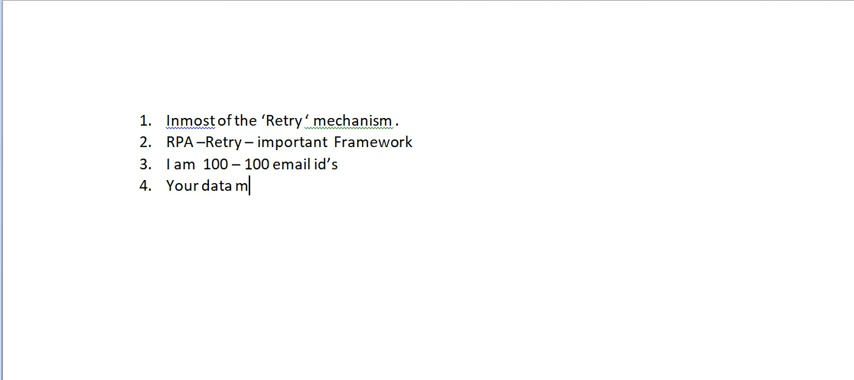 1. Inmost of the ‘Retry‘ mechanism .
2. RPA –Retry – important Framework
3. I am 100 – 100 email id’s
4. Your data m